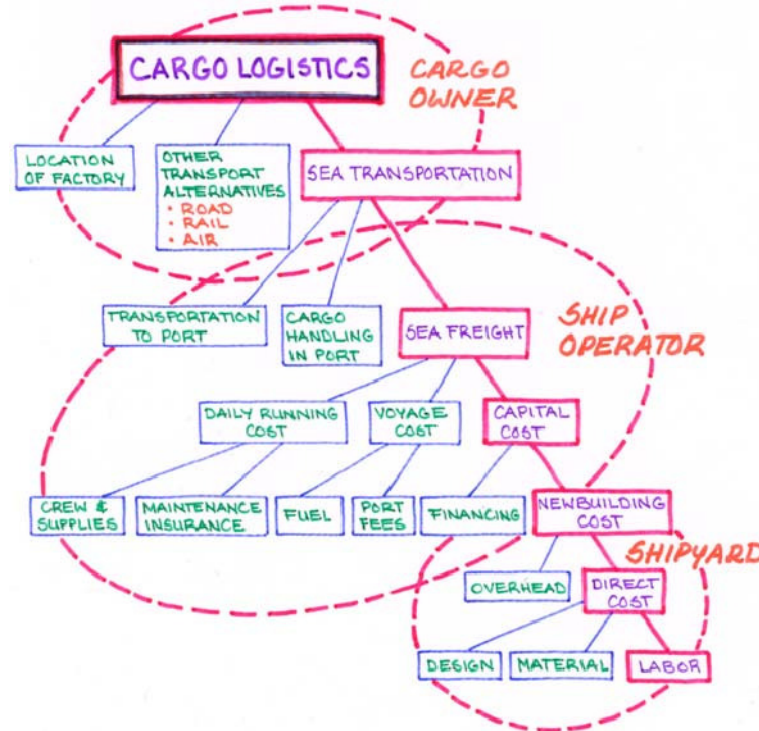 CARGO LOGISTICS
CARGO
OWNER
LOCATION
OF FACTORY
OTHER
TRANSPORT
ALTERNATIVES
• ROAD
• RAIL
• AIR
SEA TRANSPORTATION
TRANSPORTATION
TO PORT
CARGO
HANDLING
IN PORT
SEA FREIGHT
SHIP
OPERATOR
DAILY RUNNING
COST
VOYAGE
COST
CAPITAL
COST
CREW &
SUPPLIES
MAINTENANCE
INSURANCE
FUEL
PORT
FEES
FINANCING
NEWBUILDING
COST
SHIPYARD
OVERHEAD
DIRECT
COST
DESIGN
MATERIAL
LABOR